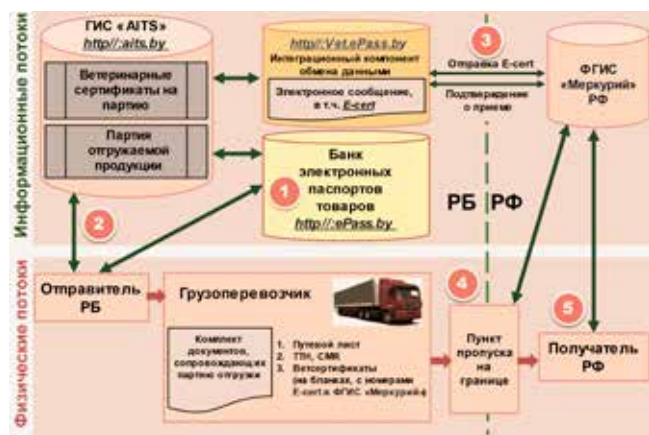 Информационные потоки
ГИС «AITS»
http//:aits.by
Ветеринарные
сертификаты на
партию
Партия
отгружаемой
продукции
http//:Vet.ePass.by
Интеграционный компонент
обмена данными
Электронное сообщение,
в т.ч. E-cert
Банк
электронных
паспортов
товаров
http//:ePass.by
1
2
3
Отправка E-cert
Подтверждение
о приеме
ФГИС
«Меркурий»
РФ
РБ РФ
Физические потоки
Отправитель
РБ
Грузоперевозчик
Комплект
документов,
сопровождающих
партию отгрузки
1. Путевой лист
2. ТТН, CMR
3. Ветсертификаты
(на бланках, с номерами
E-cert в ФГИС «Меркурий»)
4
Пункт
пропуска
на
границе
5
Получатель
РФ